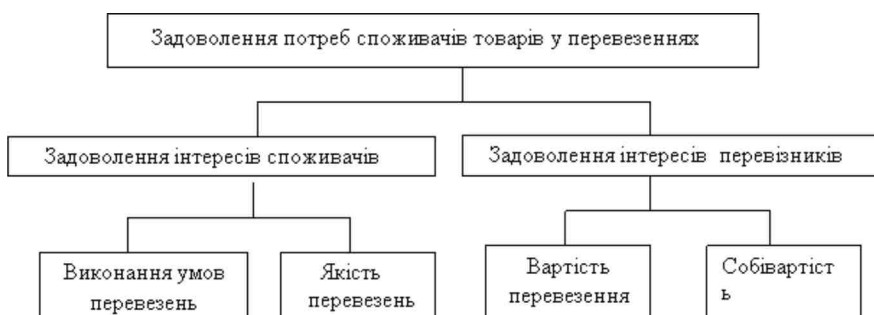 Задоволення потреб споживачів товарів у перевезеннях
Задоволення інтересів споживачів
Задоволення інтересів перевізників
Виконання умов
перевезень
Якість
перевезень
Вартість
перевезення
Собівартіст
ь